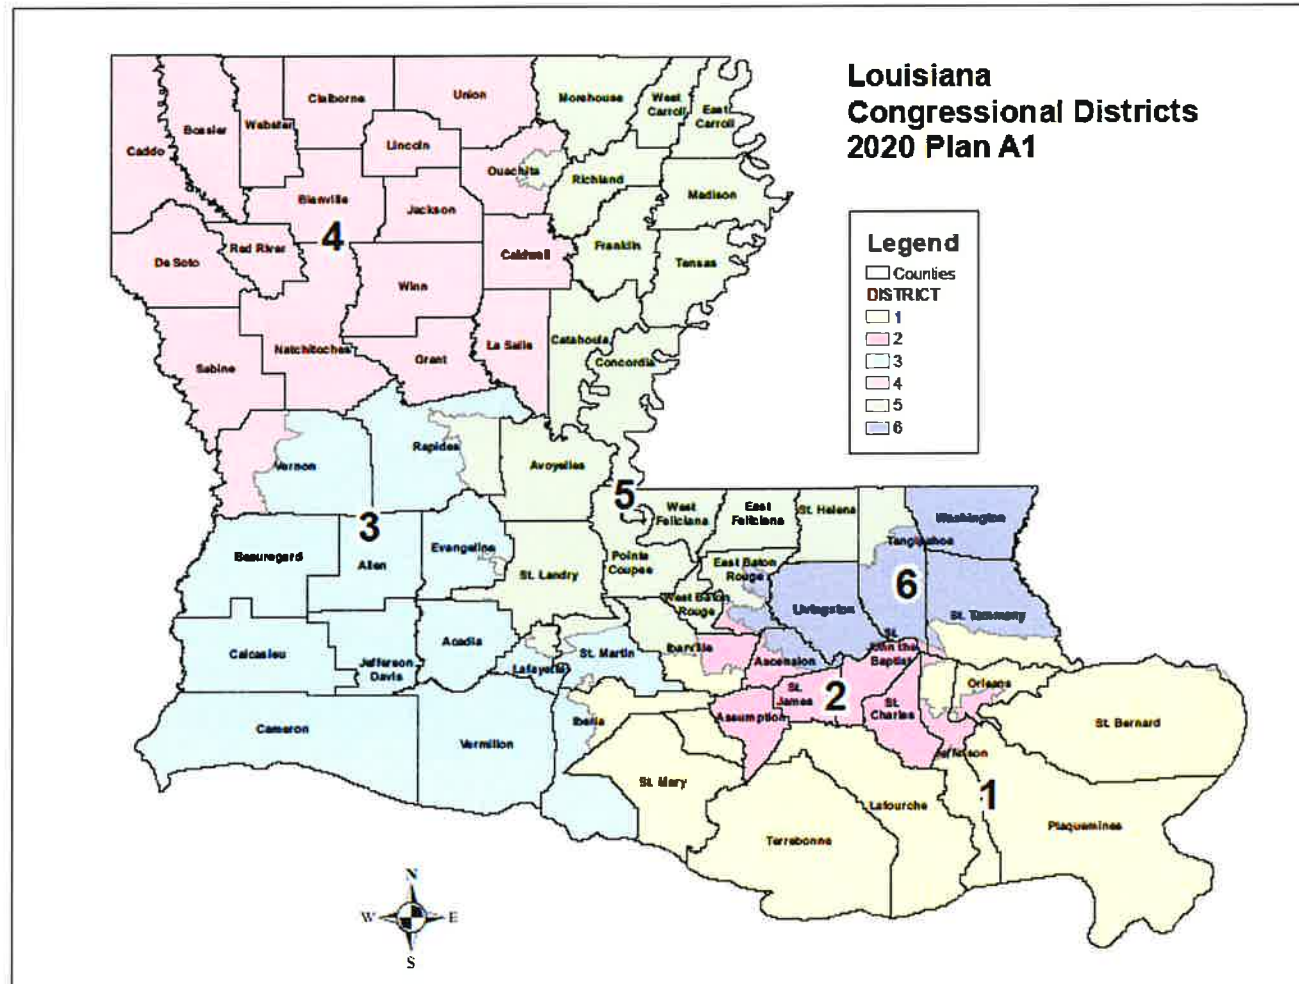 Louisiana
Congressional Districts
2020 Plan A1
Legend
Counties
DISTRICT
1
2
3
4
5
6
Caddo
Bossier
Webster
Claiborne
Union
Morehouse
West
Carroll
East
Carroll
Lincoln
Ouachita
Richland
Madison
Bienville
Jackson
4
Red River
De Soto
Caldwell
Franklin
Tensas
Winn
Natchitoches
Sabine
Grant
La Salle
Catahoula
Concordia
Vernon
Rapides
Avoyelles
5
3
West
Feliciana
East
Feliciana
St. Helena
Washington
Tangipahoa
Beauregard
Allen
Evangeline
St. Landry
Pointe
Coupee
East Baton
Rouge
West Baton
Rouge
Livingston
6
St. Tammany
Calcasieu
Jefferson
Davis
Acadia
Lafayette
St. Martin
Iberville
Ascension
St.
John the
Baptist
St.
James
2
St.
Charles
Orleans
Assumption
Iberia
Cameron
Vermilion
St. Bernard
Jefferson
St. Mary
Lafourche
1
Plaquemines
Terrebonne
N
W
E
S